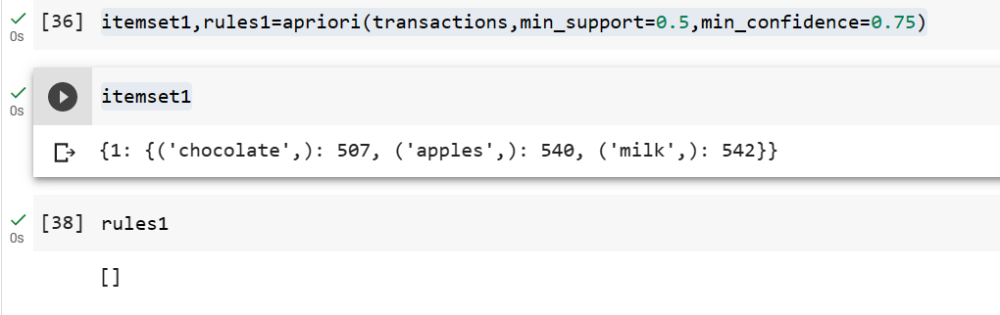 [36] itemset1,rules1=apriori(transactions,min_support=0.5,min_confidence=0.75)
0s
itemset1
0s
{1: {('chocolate',): 507, ('apples',): 540, ('milk',): 542}}
[38] rules1
0s
[]